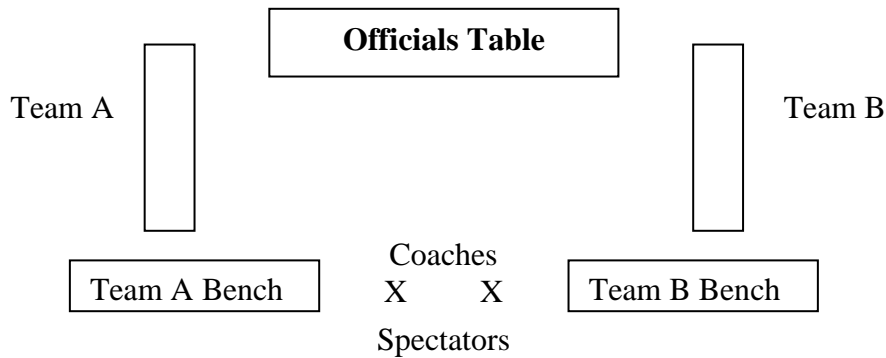 Officials Table
Team A
Team B
Coaches
Team A Bench
X X
Team B Bench
Spectators